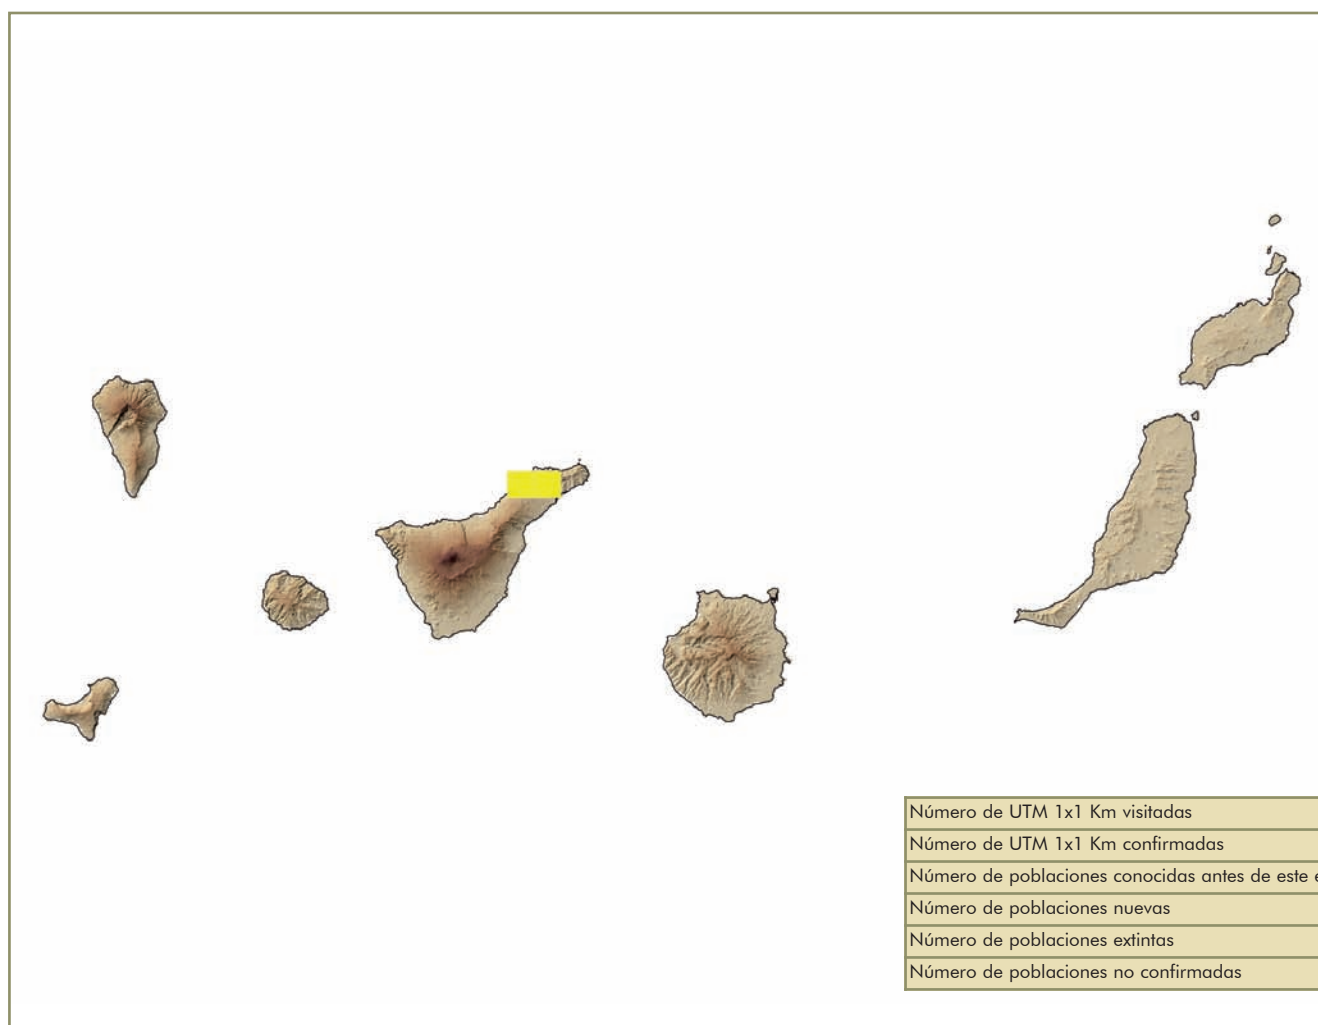 Número de UTM 1x1 Km visitadas
Número de UTM 1x1 Km confirmadas
Número de poblaciones conocidas antes de este
Número de poblaciones nuevas
Número de poblaciones extintas
Número de poblaciones no confirmadas